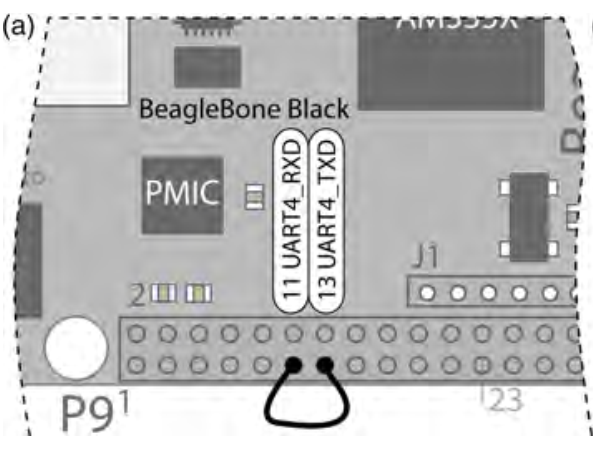 (a)
BeagleBone Black
PMIC
11 UART4_RXD
13 UART4_TXD
J1
2
P9
1
23